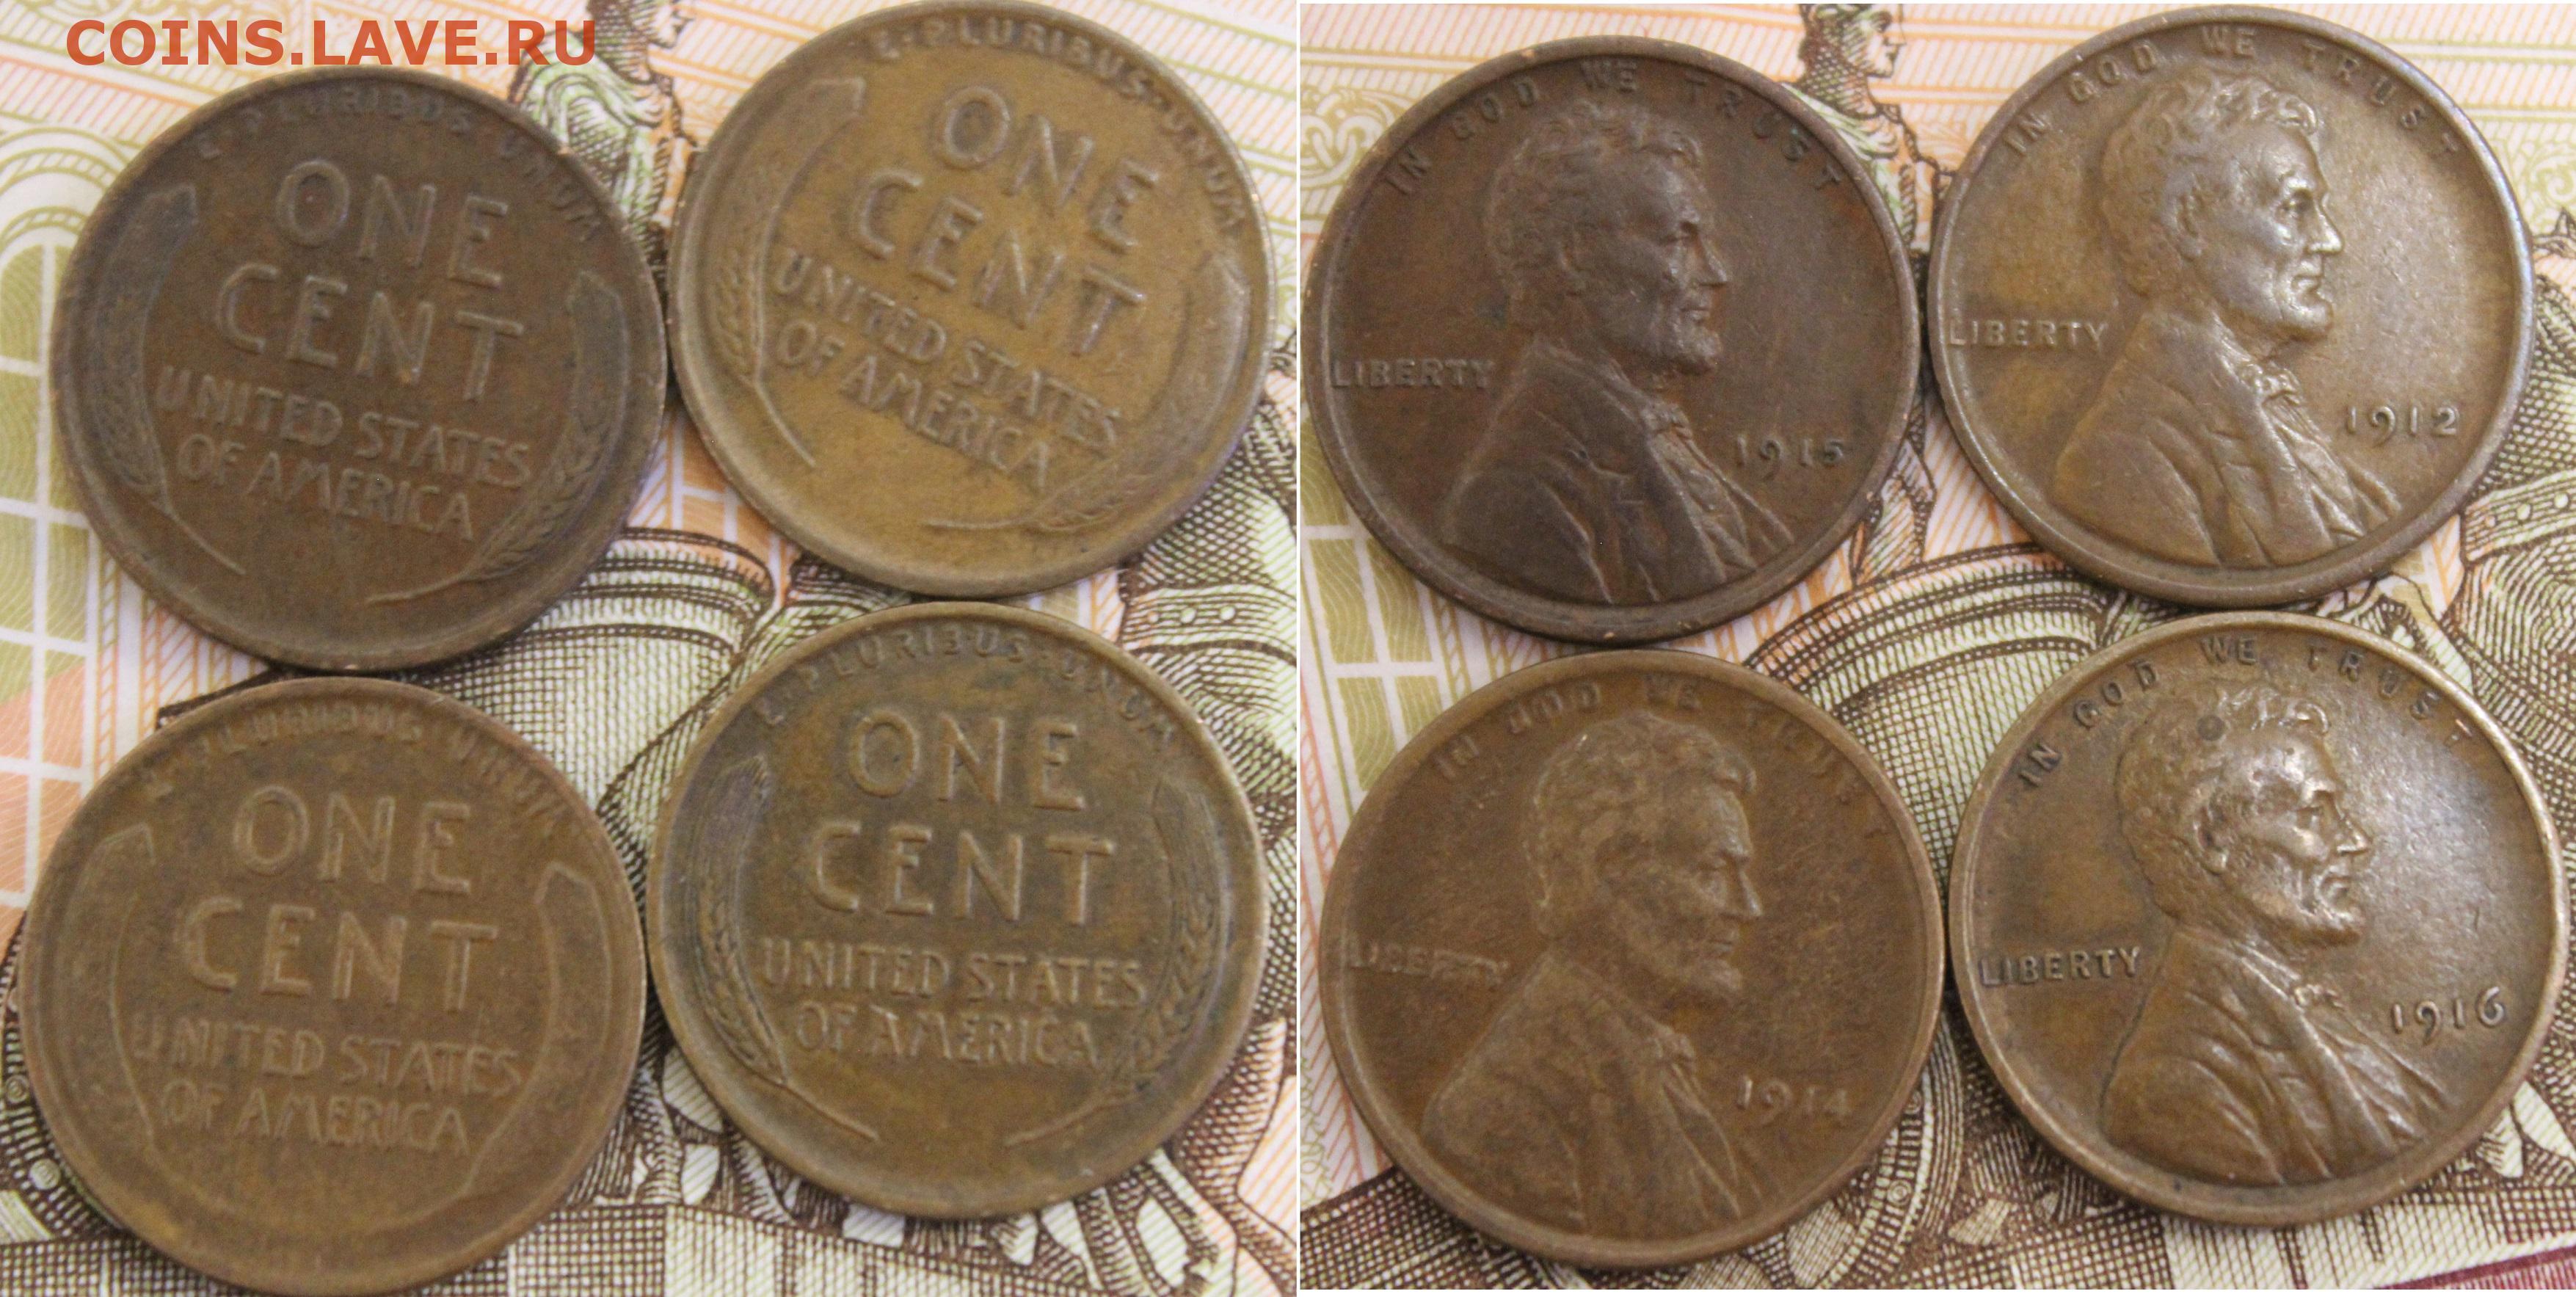 COINS.LAVE.RU
E·PLURIBUS·UNUM
ONE
CENT
UNITED STATES
OF AMERICA
E·PLURIBUS·UNUM
ONE
CENT
UNITED STATES
OF AMERICA
E·PLURIBUS·UNUM
ONE
CENT
UNITED STATES
OF AMERICA
E·PLURIBUS·UNUM
ONE
CENT
UNITED STATES
OF AMERICA
IN GOD WE TRUST
LIBERTY
1915
IN GOD WE TRUST
LIBERTY
1912
IN GOD WE TRUST
LIBERTY
1914
IN GOD WE TRUST
LIBERTY
1916